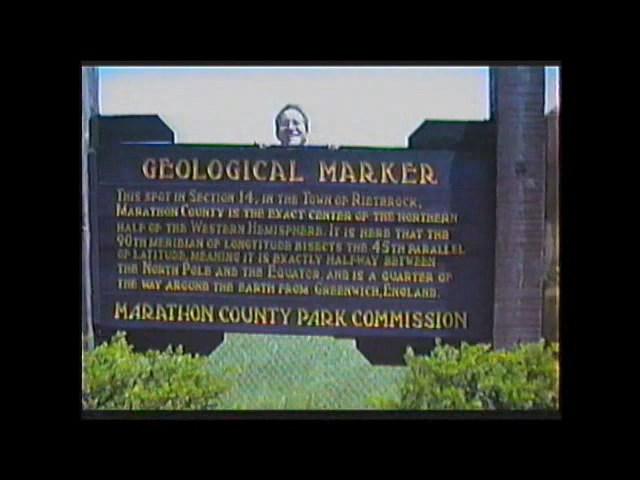 GEOLOGICAL MARKER
THIS SPOT IN SECTION 14, IN THE TOWN OF RIETBROCK,
MARATHON COUNTY IS THE EXACT CENTER OF THE NORTHERN
HALF OF THE WESTERN HEMISPHERE. IT IS HERE THAT THE
90TH MERIDIAN OF LONGTITUDE BISECTS THE 45TH PARALLEL
OF LATITUDE, MEANING IT IS EXACTLY HALFWAY BETWEEN
THE NORTH POLE AND THE EQUATOR, AND IS A QUARTER OF
THE WAY AROUND THE EARTH FROM GREENWICH, ENGLAND.
MARATHON COUNTY PARK COMMISSION